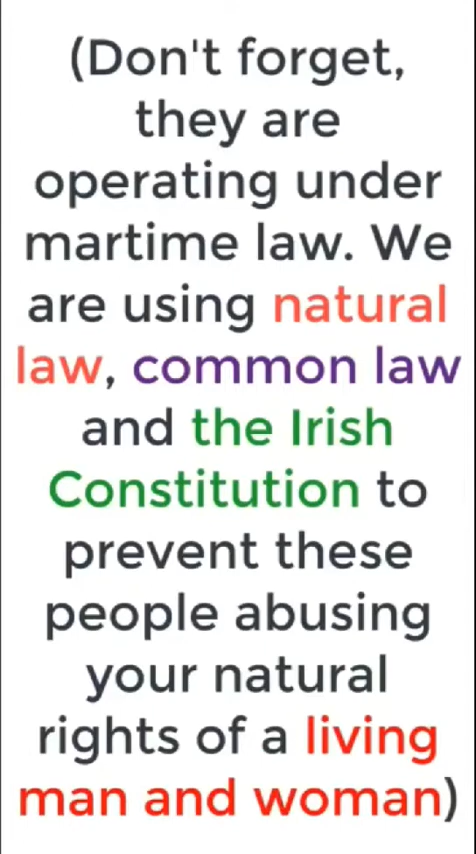 (Don't forget,
they are
operating under
martime law. We
are using natural
law, common law
and the Irish
Constitution to
prevent these
people abusing
your natural
rights of a living
man and woman)